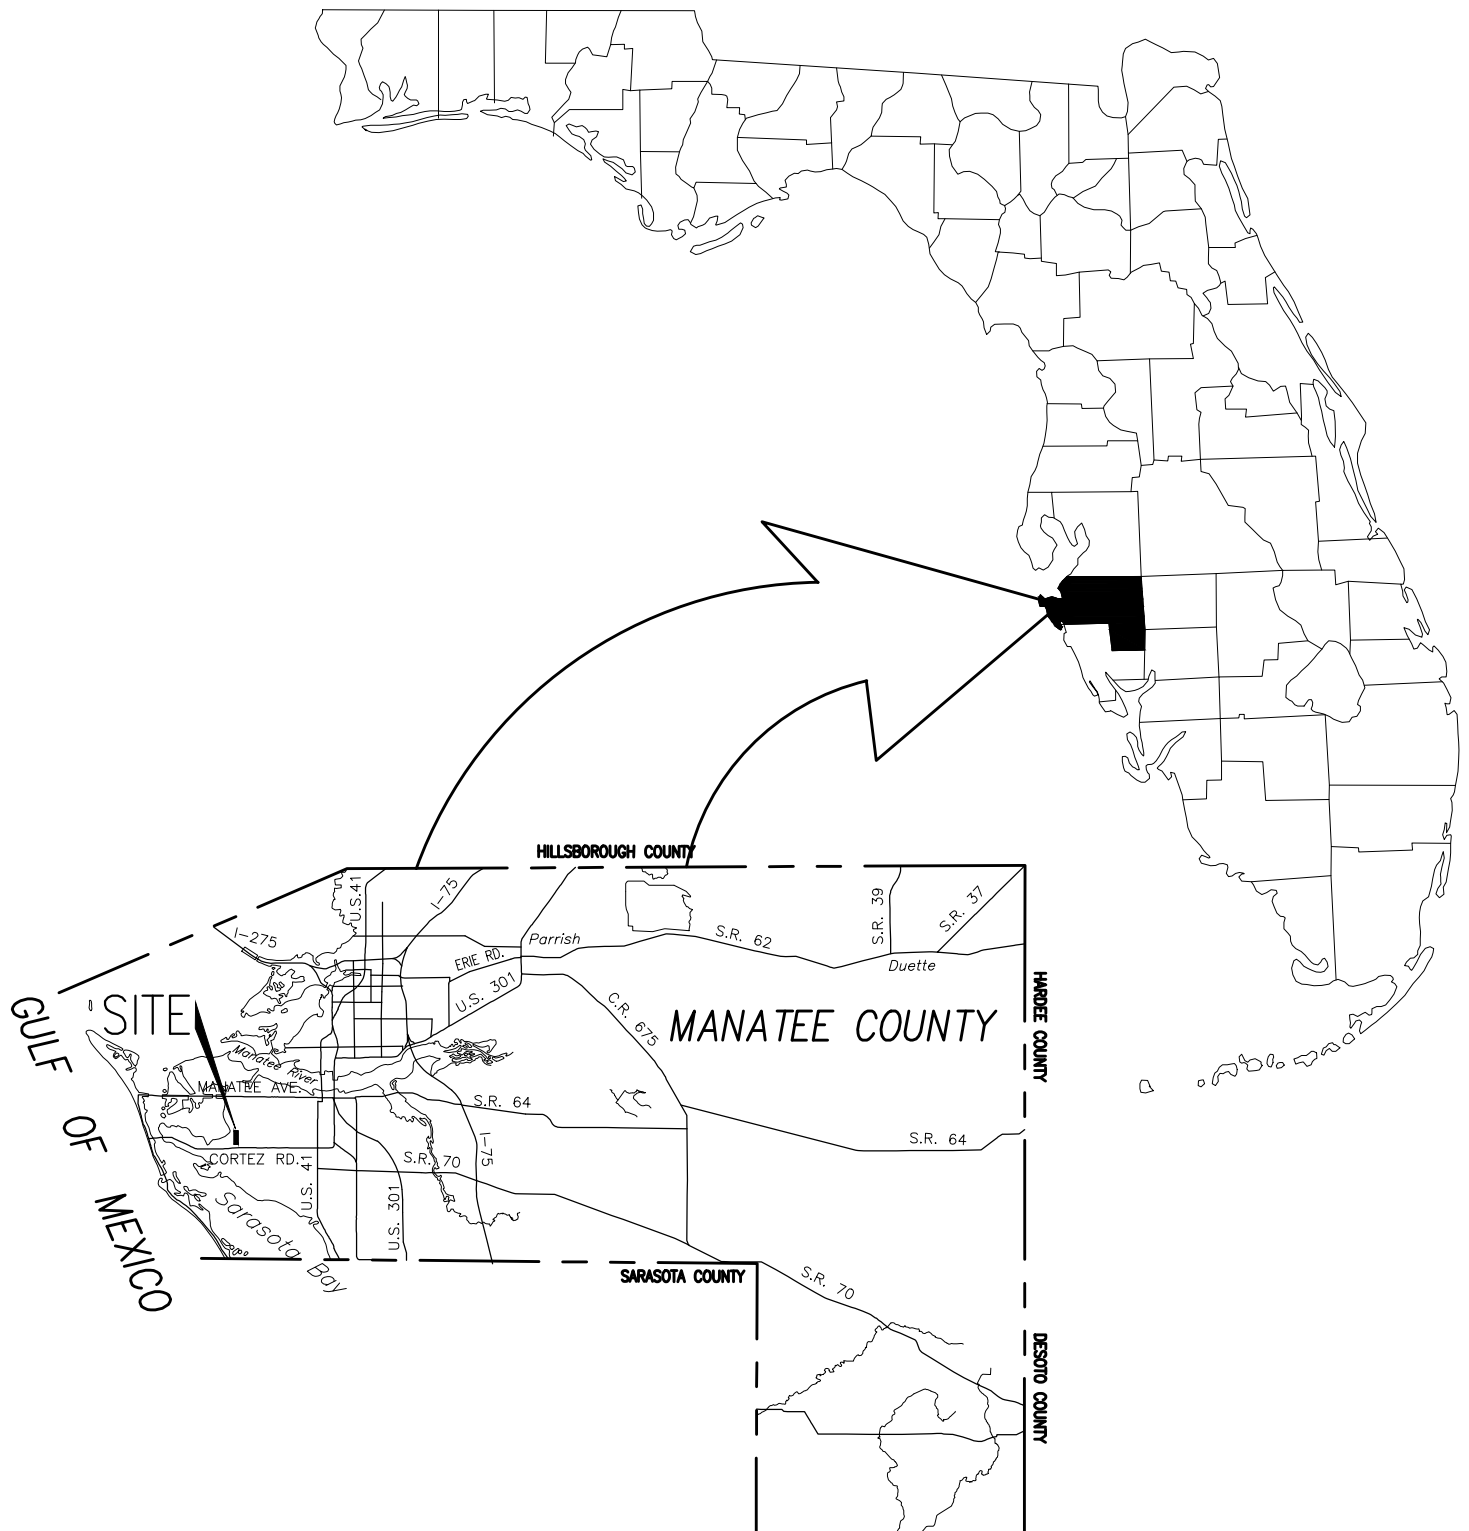 HILLSBOROUGH COUNTY
U.S.41
I-75
S.R. 39
S.R. 37
I-275
Parrish
S.R. 62
ERIE RD.
Duette
U.S. 301
C.R. 675
HARDEE COUNTY
SITE
MANATEE COUNTY
GULF OF MEXICO
Manatee River
MANATEE AVE.
S.R. 64
S.R. 64
CORTEZ RD.
U.S. 41
S.R. 70
I-75
U.S. 301
Sarasota Bay
SARASOTA COUNTY
S.R. 70
DESOTO COUNTY